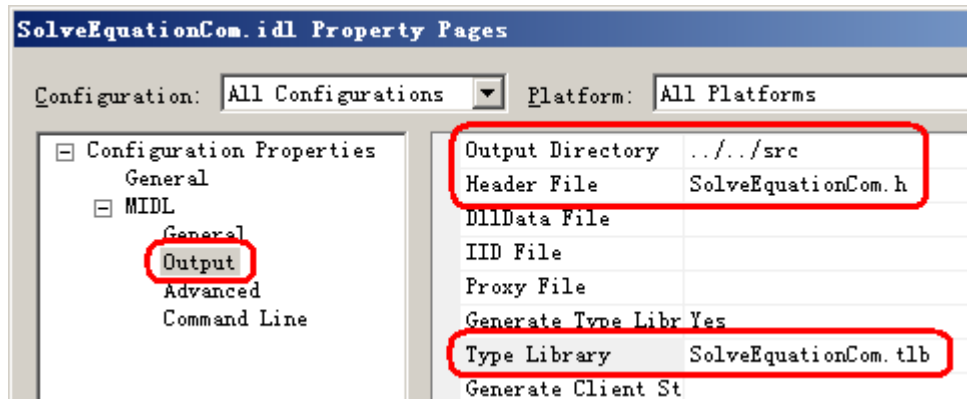 SolveEquationCom.idl Property Pages
Configuration: All Configurations Platform: All Platforms
Configuration Properties
General
MIDL
General
Output
Advanced
Command Line
Output Directory ../../src
Header File SolveEquationCom.h
DllData File
IID File
Proxy File
Generate Type Libr Yes
Type Library SolveEquationCom.tlb
Generate Client St